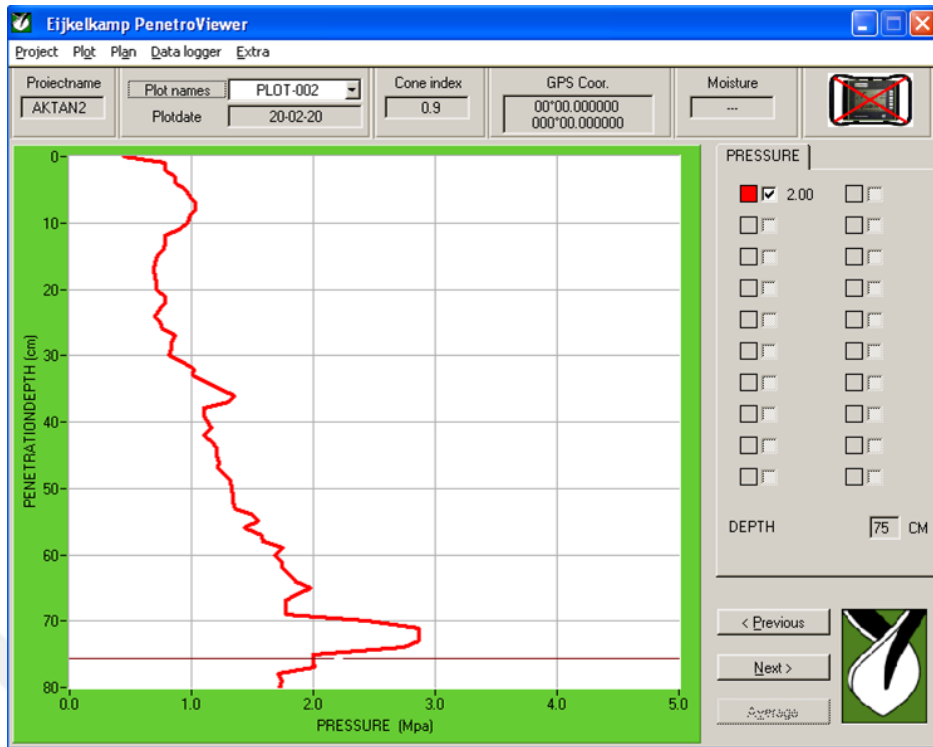 Eijkelkamp PenetroViewer
Project Plot Plan Data logger Extra
Projectname
AKTAN2
Plot names PLOT-002
Plotdate 20-02-20
Cone index
0.9
GPS Coor.
00°00.000000
000°00.000000
Moisture
---
PRESSURE
2.00
DEPTH 75 CM
< Previous
Next >
Average
PENETRATIONDEPTH (cm)
0
10
20
30
40
50
60
70
80
0.0 1.0 2.0 3.0 4.0 5.0
PRESSURE (Mpa)